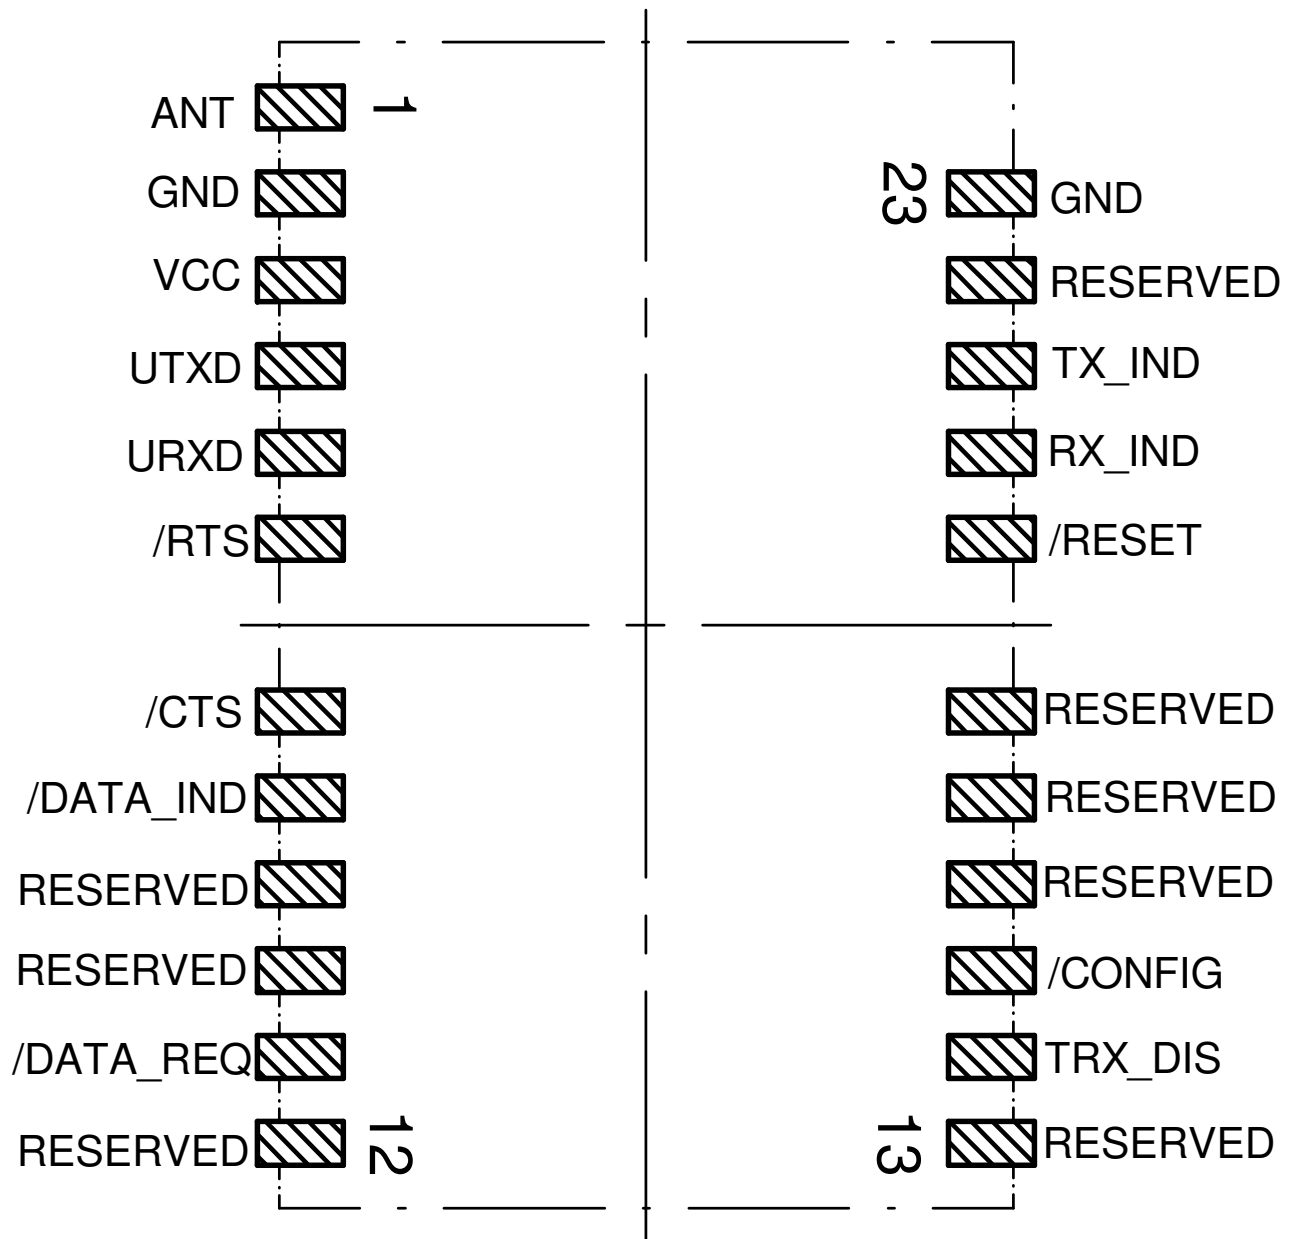 ANT
1
GND
23
GND
VCC
RESERVED
UTXD
TX_IND
URXD
RX_IND
/RTS
/RESET
/CTS
RESERVED
/DATA_IND
RESERVED
RESERVED
RESERVED
RESERVED
/CONFIG
/DATA_REQ
TRX_DIS
RESERVED
12
13
RESERVED